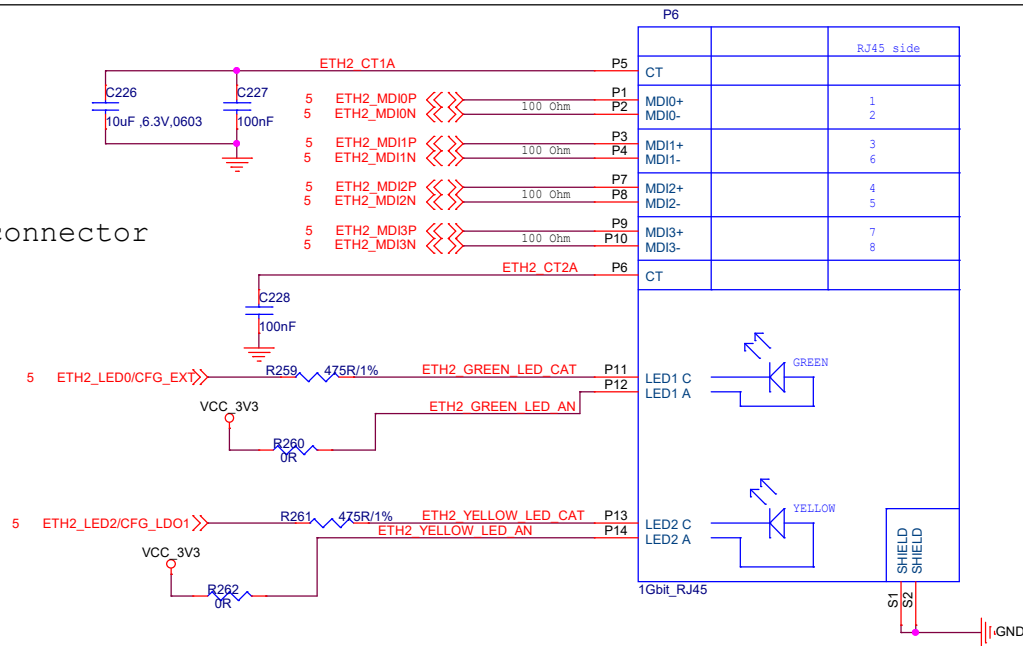 P6
RJ45 side
ETH2_CT1A P5 CT
C226 C227
10uF ,6.3V,0603 100nF
5 ETH2_MDI0P P1 MDI0+ 1
100 Ohm
5 ETH2_MDI0N P2 MDI0- 2
5 ETH2_MDI1P P3 MDI1+ 3
100 Ohm
5 ETH2_MDI1N P4 MDI1- 6
5 ETH2_MDI2P P7 MDI2+ 4
100 Ohm
5 ETH2_MDI2N P8 MDI2- 5
connector
5 ETH2_MDI3P P9 MDI3+ 7
100 Ohm
5 ETH2_MDI3N P10 MDI3- 8
ETH2_CT2A P6 CT
C228
100nF
GREEN
5 ETH2_LED0/CFG_EXT R259 475R/1% ETH2_GREEN_LED_CAT P11 LED1 C
P12 LED1 A
VCC_3V3 ETH2_GREEN_LED_AN
R260
0R
YELLOW
5 ETH2_LED2/CFG_LDO1 R261 475R/1% ETH2_YELLOW_LED_CAT P13 LED2 C
ETH2_YELLOW_LED_AN P14 LED2 A
VCC_3V3
R262
0R
SHIELD
SHIELD
1Gbit_RJ45
S1
S2
GND